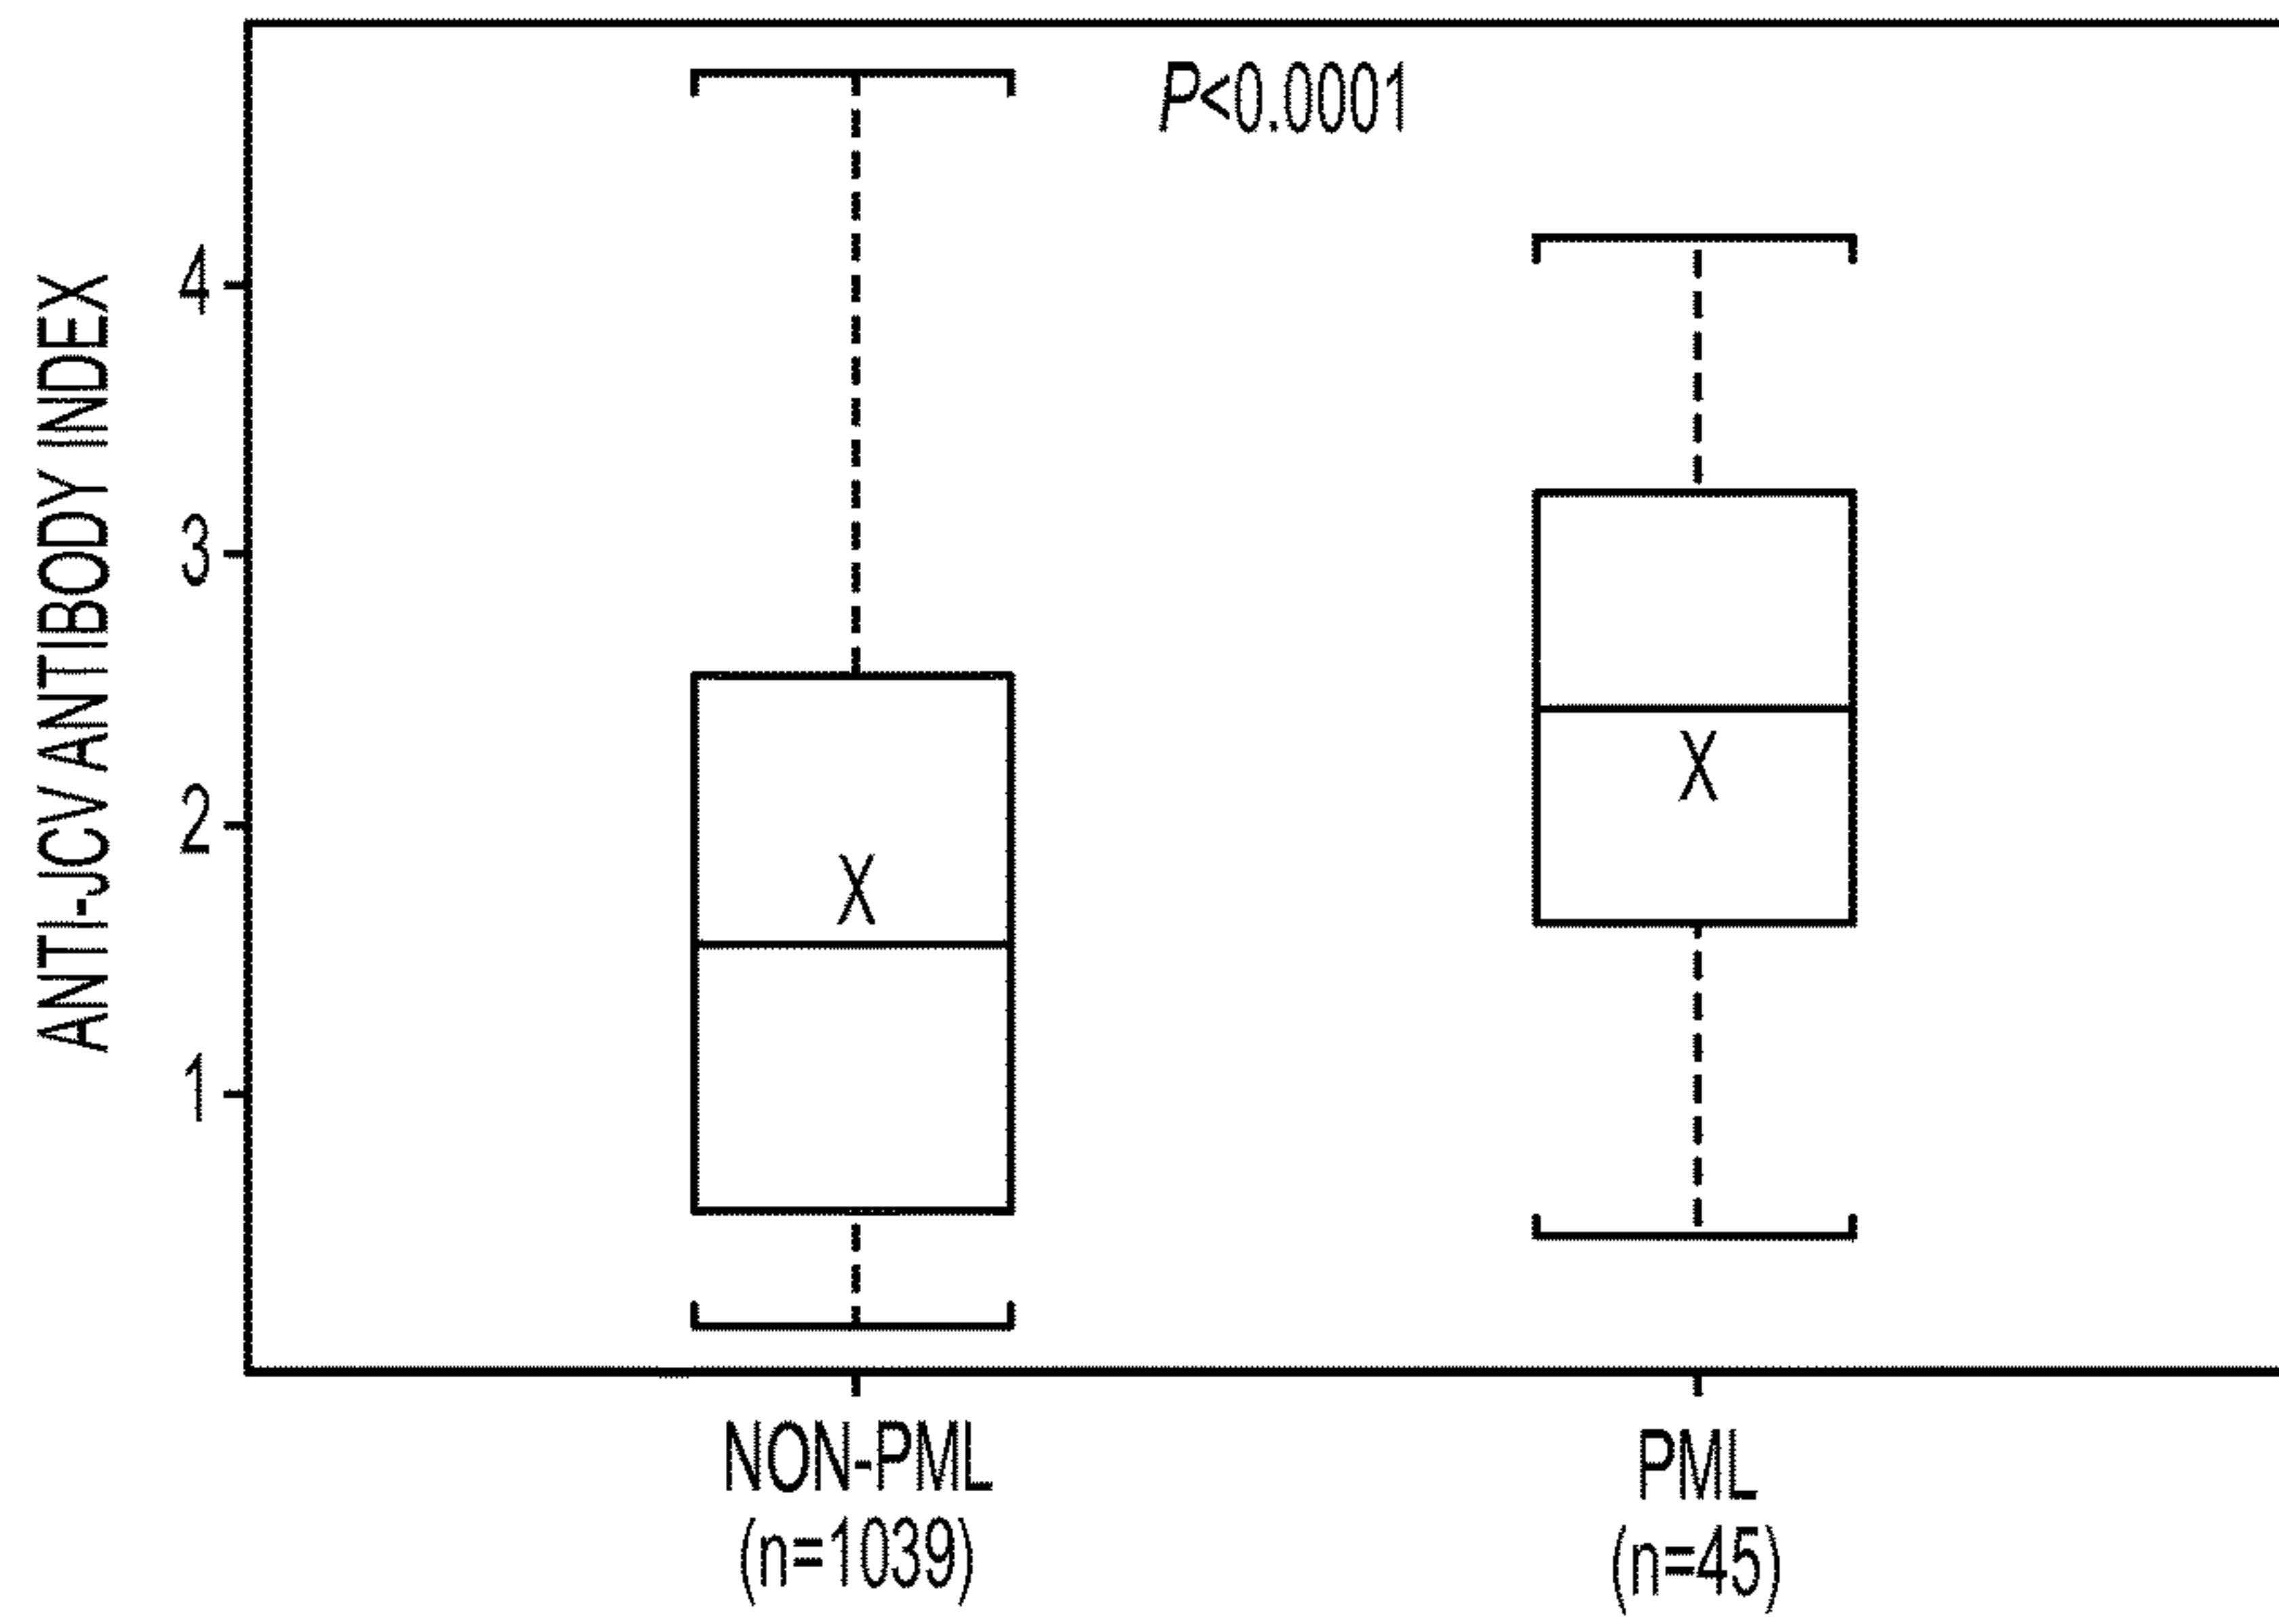 P<0.0001
ANTI-JCV ANTIBODY INDEX
4
3
2
1
X
X
NON-PML
(n=1039)
PML
(n=45)